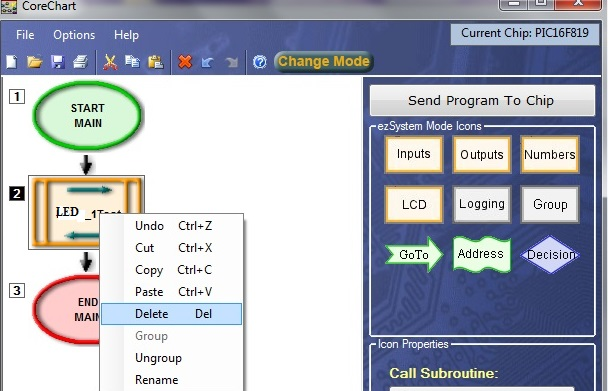 CoreChart
File Options Help
Current Chip: PIC16F819
Change Mode
Send Program To Chip
ezSystem Mode Icons
Inputs Outputs Numbers
LCD Logging Group
GoTo Address Decision
Icon Properties
Call Subroutine:
1
START
MAIN
2
LED _1Test
3
END
MAIN
Undo Ctrl+Z
Cut Ctrl+X
Copy Ctrl+C
Paste Ctrl+V
Delete Del
Group
Ungroup
Rename